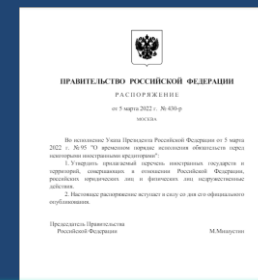 ПРАВИТЕЛЬСТВО РОССИЙСКОЙ ФЕДЕРАЦИИ
РАСПОРЯЖЕНИЕ
от 5 марта 2022 г. № 430-р
МОСКВА
Во исполнение Указа Президента Российской Федерации от 5 марта
2022 г. № 95 "О временном порядке исполнения обязательств перед
некоторыми иностранными кредиторами":
1. Утвердить прилагаемый перечень иностранных государств и
территорий, совершающих в отношении Российской Федерации,
российских юридических лиц и физических лиц недружественные
действия.
2. Настоящее распоряжение вступает в силу со дня его официального
опубликования.
Председатель Правительства
Российской Федерации М.Мишустин